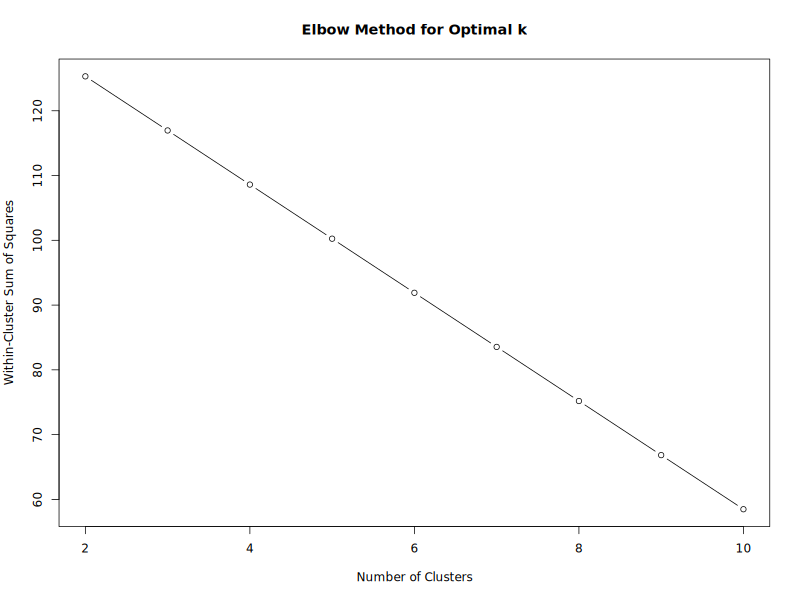 Elbow Method for Optimal k
Within-Cluster Sum of Squares
120
110
100
90
80
70
60
2 4 6 8 10
Number of Clusters